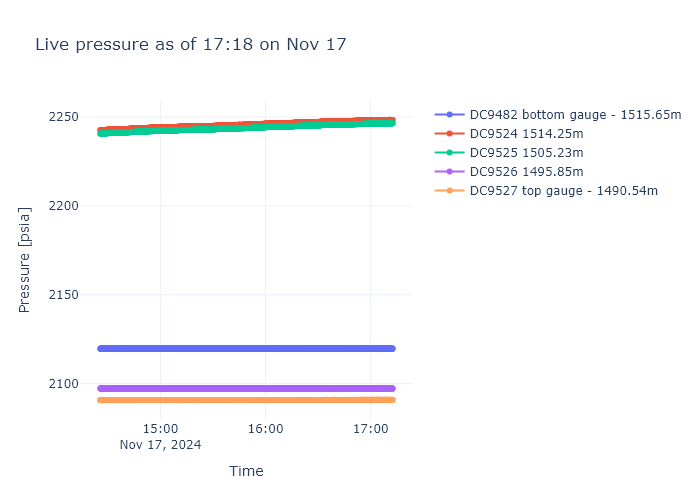 Live pressure as of 17:18 on Nov 17
DC9482 bottom gauge - 1515.65m
DC9524 1514.25m
DC9525 1505.23m
DC9526 1495.85m
DC9527 top gauge - 1490.54m
Pressure [psia]
2250
2200
2150
2100
15:00
Nov 17, 2024
16:00
17:00
Time